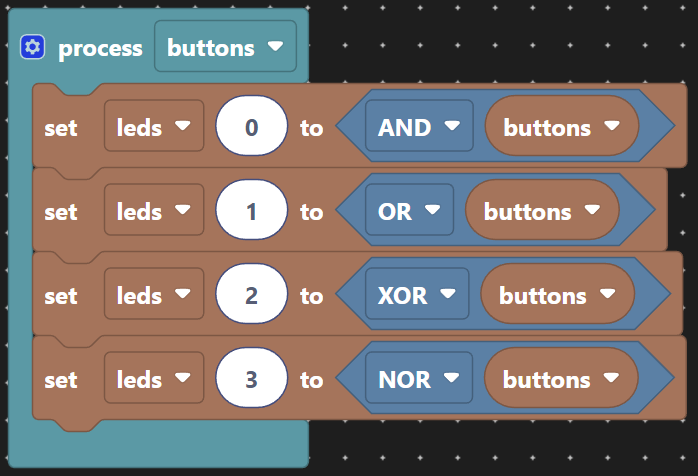 process buttons
set leds 0 to AND buttons
set leds 1 to OR buttons
set leds 2 to XOR buttons
set leds 3 to NOR buttons